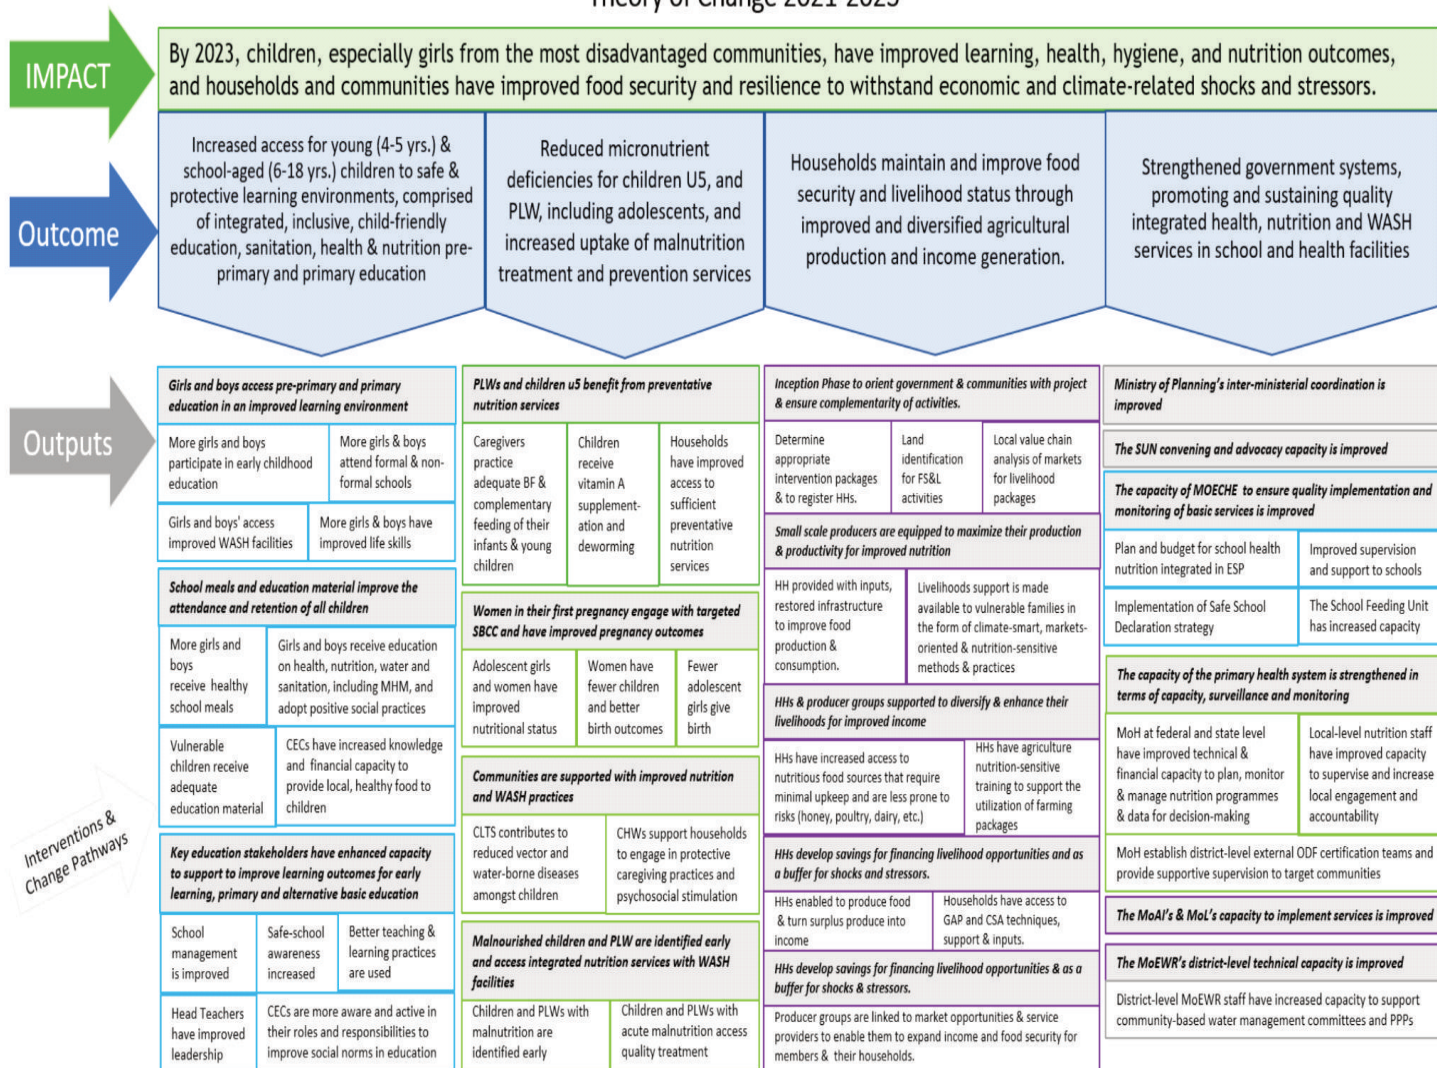 Theory of Change 2021-2023
IMPACT
By 2023, children, especially girls from the most disadvantaged communities, have improved learning, health, hygiene, and nutrition outcomes,
and households and communities have improved food security and resilience to withstand economic and climate-related shocks and stressors.
Outcome
Increased access for young (4-5 yrs.) &
school-aged (6-18 yrs.) children to safe &
protective learning environments, comprised
of integrated, inclusive, child-friendly
education, sanitation, health & nutrition pre-
primary and primary education
Reduced micronutrient
deficiencies for children U5, and
PLW, including adolescents, and
increased uptake of malnutrition
treatment and prevention services
Households maintain and improve food
security and livelihood status through
improved and diversified agricultural
production and income generation.
Strengthened government systems,
promoting and sustaining quality
integrated health, nutrition and WASH
services in school and health facilities
Outputs
Interventions &
Change Pathways
Girls and boys access pre-primary and primary
education in an improved learning environment
More girls and boys
participate in early childhood
education
More girls & boys
attend formal & non-
formal schools
Girls and boys' access
improved WASH facilities
More girls & boys have
improved life skills
School meals and education material improve the
attendance and retention of all children
More girls and
boys
receive healthy
school meals
Girls and boys receive education
on health, nutrition, water and
sanitation, including MHM, and
adopt positive social practices
Vulnerable
children receive
adequate
education material
CECs have increased knowledge
and financial capacity to
provide local, healthy food to
children
Key education stakeholders have enhanced capacity
to support to improve learning outcomes for early
learning, primary and alternative basic education
School
management
is improved
Safe-school
awareness
increased
Better teaching &
learning practices
are used
Head Teachers
have improved
leadership
CECs are more aware and active in
their roles and responsibilities to
improve social norms in education
PLWs and children u5 benefit from preventative
nutrition services
Caregivers
practice
adequate BF &
complementary
feeding of their
infants & young
children
Children
receive
vitamin A
supplement-
ation and
deworming
Households
have improved
access to
sufficient
preventative
nutrition
services
Women in their first pregnancy engage with targeted
SBCC and have improved pregnancy outcomes
Adolescent girls
and women have
improved
nutritional status
Women have
fewer children
and better
birth outcomes
Fewer
adolescent
girls give
birth
Communities are supported with improved nutrition
and WASH practices
CLTS contributes to
reduced vector and
water-borne diseases
amongst children
CHWs support households
to engage in protective
caregiving practices and
psychosocial stimulation
Malnourished children and PLW are identified early
and access integrated nutrition services with WASH
facilities
Children and PLWs with
malnutrition are
identified early
Children and PLWs with
acute malnutrition access
quality treatment
Inception Phase to orient government & communities with project
& ensure complementarity of activities.
Determine
appropriate
intervention packages
& to register HHs.
Land
identification
for FS&L
activities
Local value chain
analysis of markets
for livelihood
packages
Small scale producers are equipped to maximize their production
& productivity for improved nutrition
HH provided with inputs,
restored infrastructure
to improve food
production &
consumption.
Livelihoods support is made
available to vulnerable families in
the form of climate-smart, markets-
oriented & nutrition-sensitive
methods & practices
HHs & producer groups supported to diversify & enhance their
livelihoods for improved income
HHs have increased access to
nutritious food sources that require
minimal upkeep and are less prone to
risks (honey, poultry, dairy, etc.)
HHs have agriculture
nutrition-sensitive
training to support the
utilization of farming
packages
HHs develop savings for financing livelihood opportunities and as
a buffer for shocks and stressors.
HHs enabled to produce food
& turn surplus produce into
income
Households have access to
GAP and CSA techniques,
support & inputs.
HHs develop savings for financing livelihood opportunities & as a
buffer for shocks & stressors.
Producer groups are linked to market opportunities & service
providers to enable them to expand income and food security for
members & their households.
Ministry of Planning's inter-ministerial coordination is
improved
The SUN convening and advocacy capacity is improved
The capacity of MOECHE to ensure quality implementation and
monitoring of basic services is improved
Plan and budget for school health
nutrition integrated in ESP
Improved supervision
and support to schools
Implementation of Safe School
Declaration strategy
The School Feeding Unit
has increased capacity
The capacity of the primary health system is strengthened in
terms of capacity, surveillance and monitoring
MoH at federal and state level
have improved technical &
financial capacity to plan, monitor
& manage nutrition programmes
& data for decision-making
Local-level nutrition staff
have improved capacity
to supervise and increase
local engagement and
accountability
MoH establish district-level external ODF certification teams and
provide supportive supervision to target communities
The MoAI's & MoL's capacity to implement services is improved
The MoEWR's district-level technical capacity is improved
District-level MoEWR staff have increased capacity to support
community-based water management committees and PPPs